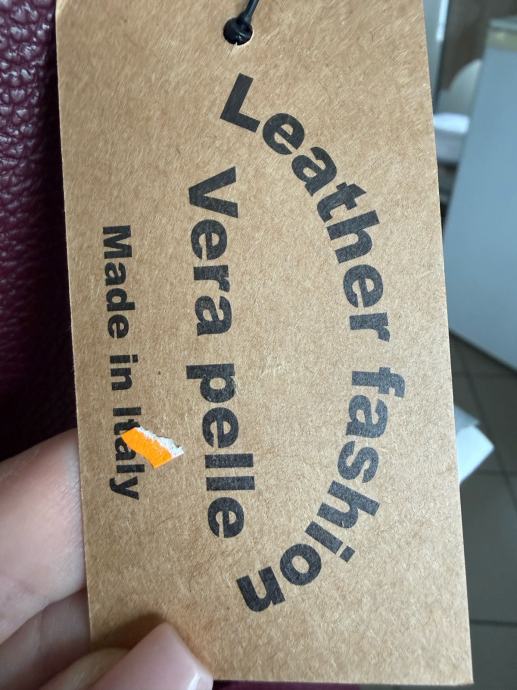 Leather fashion
Vera pelle
Made in Italy